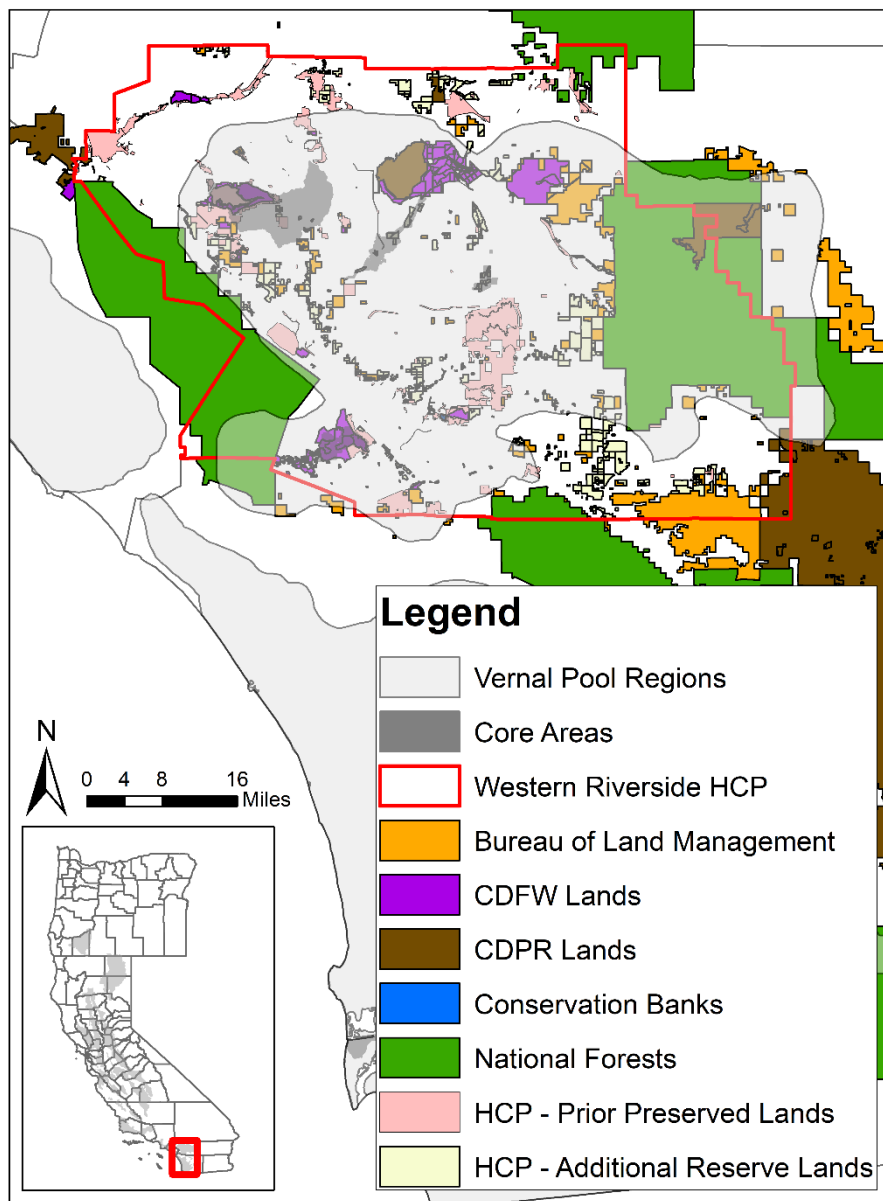 Legend
Vernal Pool Regions
Core Areas
Western Riverside HCP
Bureau of Land Management
CDFW Lands
CDPR Lands
Conservation Banks
National Forests
HCP - Prior Preserved Lands
HCP - Additional Reserve Lands
N
0 4 8 16
Miles